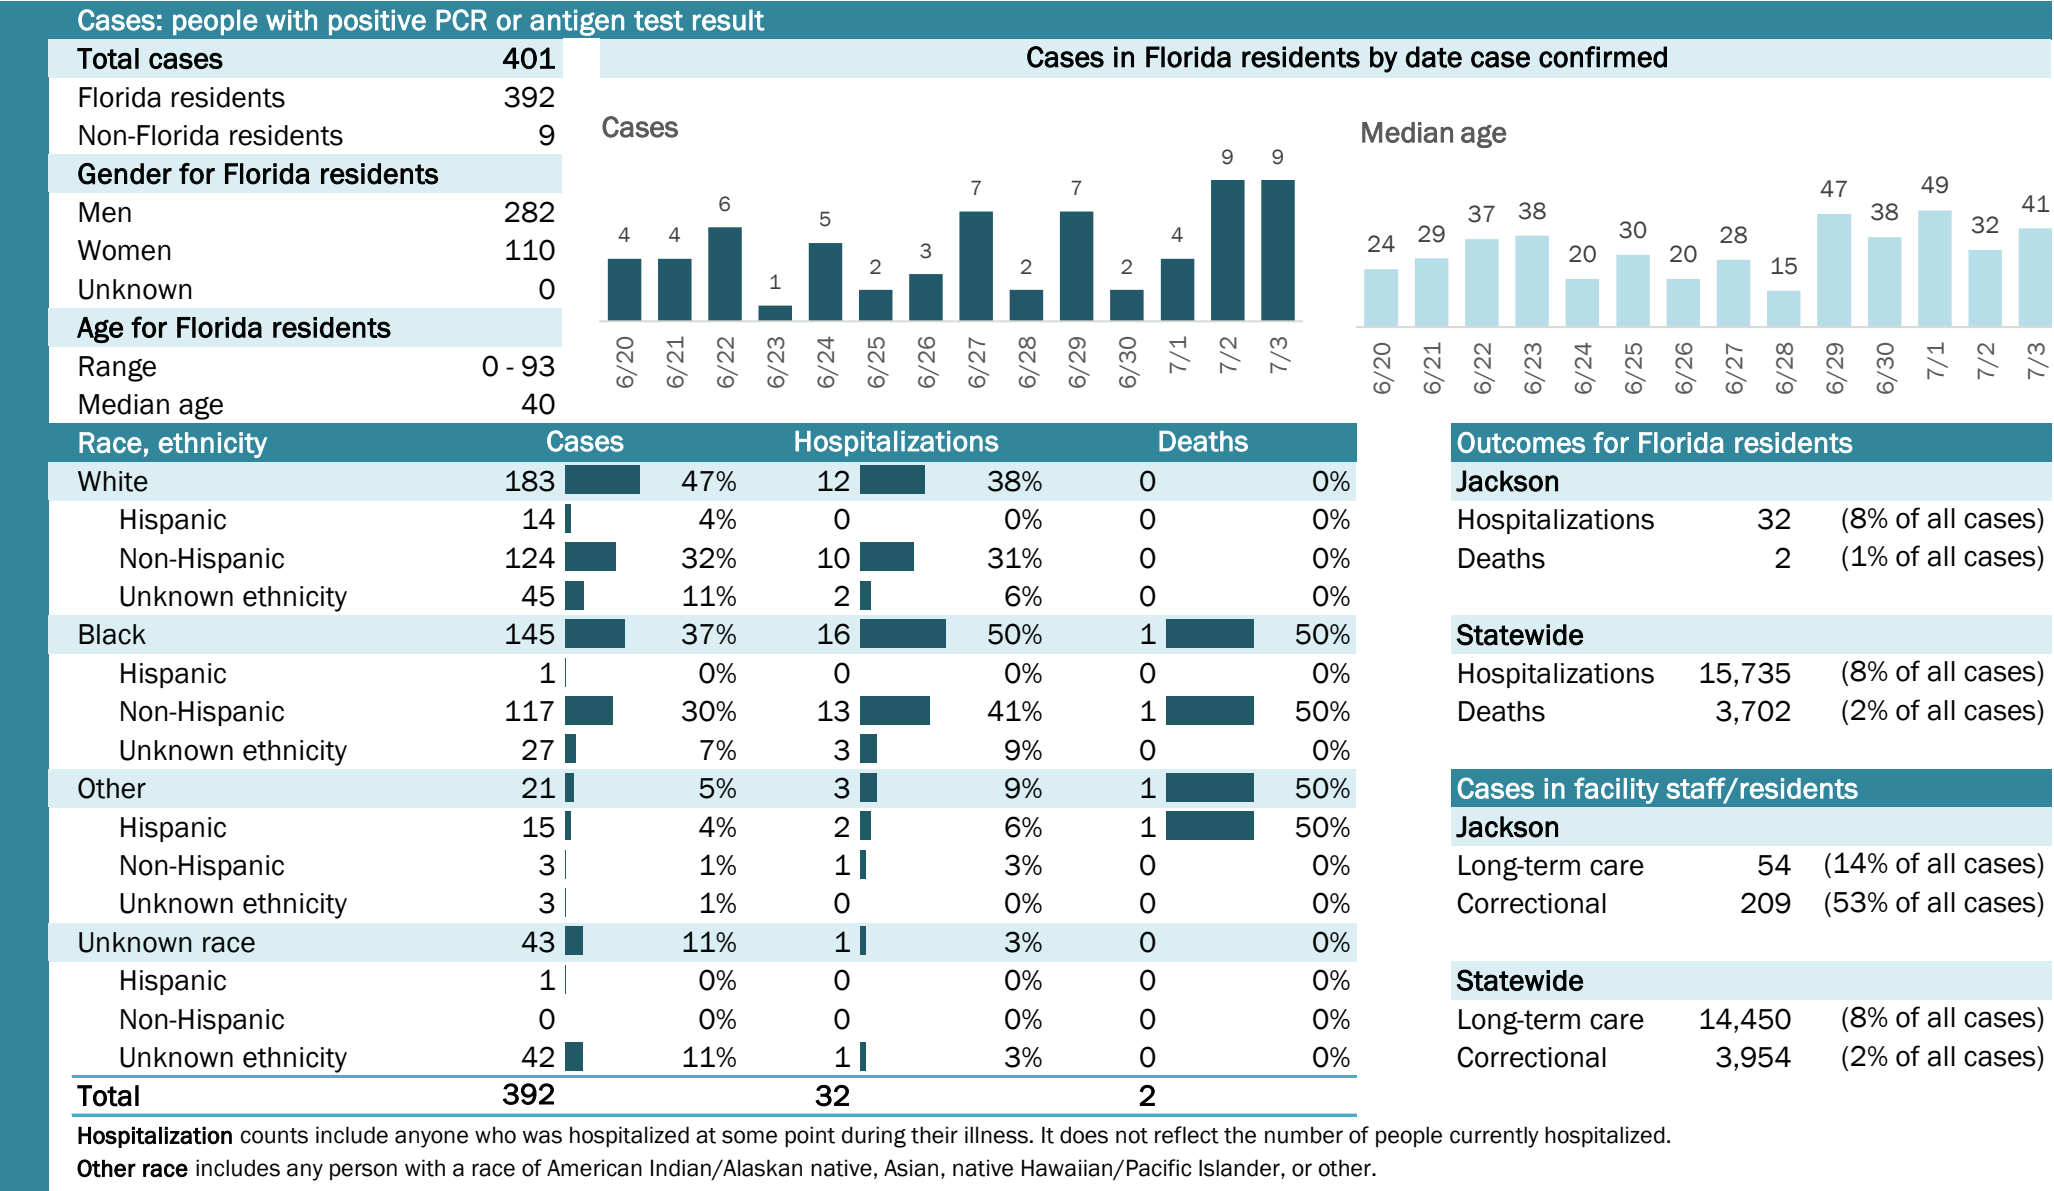 Cases: people with positive PCR or antigen test result
Total cases 401
Florida residents 392
Non-Florida residents 9
Gender for Florida residents
Men 282
Women 110
Unknown 0
Age for Florida residents
Range 0 - 93
Median age 40
Cases in Florida residents by date case confirmed
Cases
4 4 6 1 5 2 3 7 2 7 2 4 9 9
6/20 6/21 6/22 6/23 6/24 6/25 6/26 6/27 6/28 6/29 6/30 7/1 7/2 7/3
Median age
24 29 37 38 20 30 20 28 15 47 38 49 32 41
6/20 6/21 6/22 6/23 6/24 6/25 6/26 6/27 6/28 6/29 6/30 7/1 7/2 7/3
Race, ethnicity Cases Hospitalizations Deaths
White 183 47% 12 38% 0 0%
Hispanic 14 4% 0 0% 0 0%
Non-Hispanic 124 32% 10 31% 0 0%
Unknown ethnicity 45 11% 2 6% 0 0%
Black 145 37% 16 50% 1 50%
Hispanic 1 0% 0 0% 0 0%
Non-Hispanic 117 30% 13 41% 1 50%
Unknown ethnicity 27 7% 3 9% 0 0%
Other 21 5% 3 9% 1 50%
Hispanic 15 4% 2 6% 1 50%
Non-Hispanic 3 1% 1 3% 0 0%
Unknown ethnicity 3 1% 0 0% 0 0%
Unknown race 43 11% 1 3% 0 0%
Hispanic 1 0% 0 0% 0 0%
Non-Hispanic 0 0% 0 0% 0 0%
Unknown ethnicity 42 11% 1 3% 0 0%
Total 392 32 2
Outcomes for Florida residents
Jackson
Hospitalizations 32 (8% of all cases)
Deaths 2 (1% of all cases)
Statewide
Hospitalizations 15,735 (8% of all cases)
Deaths 3,702 (2% of all cases)
Cases in facility staff/residents
Jackson
Long-term care 54 (14% of all cases)
Correctional 209 (53% of all cases)
Statewide
Long-term care 14,450 (8% of all cases)
Correctional 3,954 (2% of all cases)
Hospitalization counts include anyone who was hospitalized at some point during their illness. It does not reflect the number of people currently hospitalized.
Other race includes any person with a race of American Indian/Alaskan native, Asian, native Hawaiian/Pacific Islander, or other.